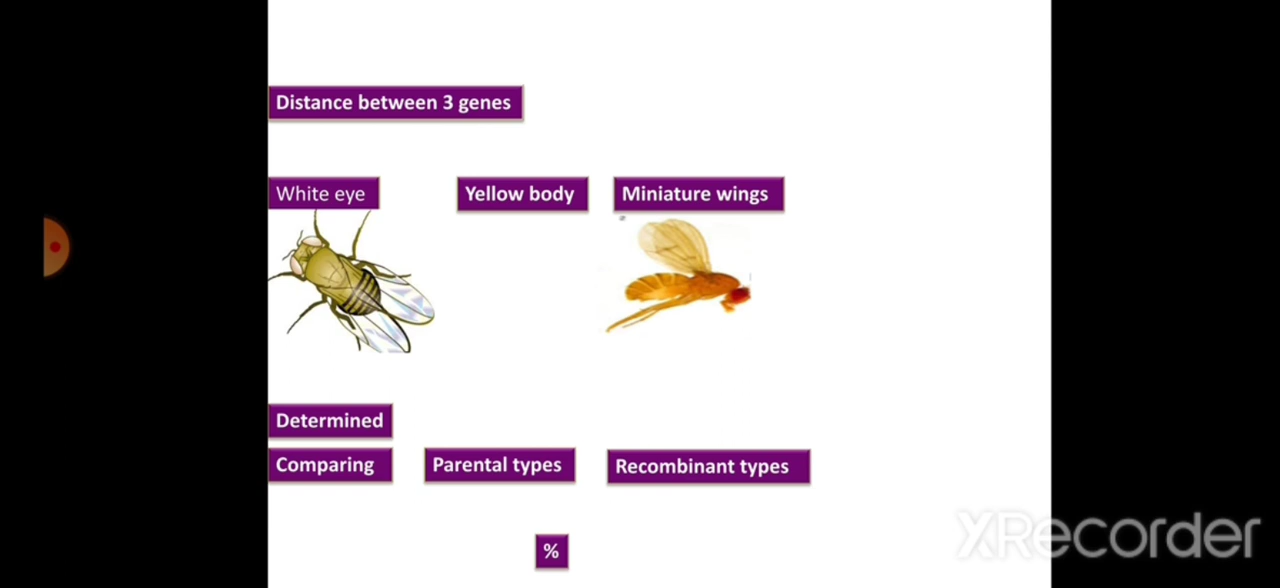 Distance between 3 genes
White eye
Yellow body
Miniature wings
Determined
Comparing
Parental types
Recombinant types
%
XRecorder